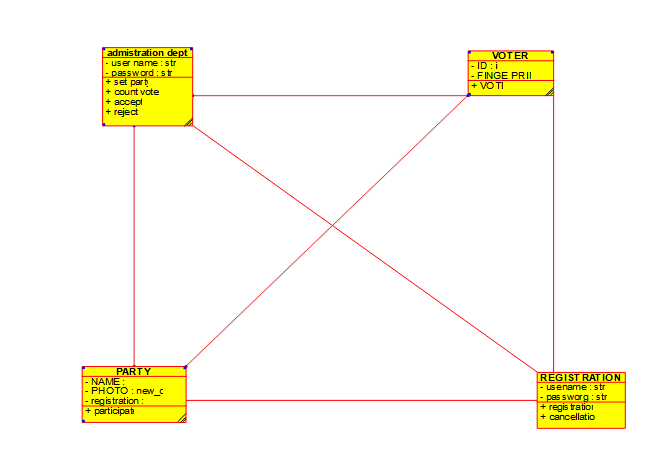 admistration dept
- user name : str
- password : str
+ set party
+ count vote
+ accept
+ reject
VOTER
- ID : i
- FINGE PRII
+ VOTI
PARTY
- NAME :
- PHOTO : new_c
- registration :
+ participati
REGISTRATION
- usename : str
- passworg : str
+ registration
+ cancellatio